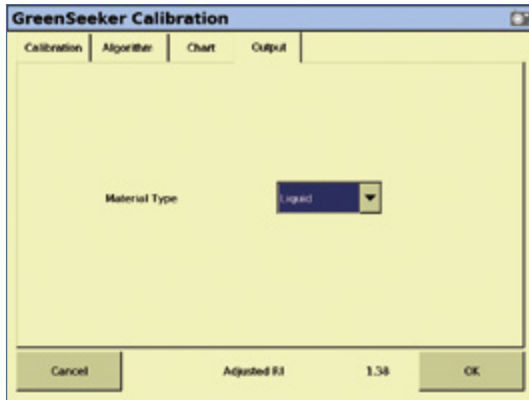 GreenSeeker Calibration
Calibration Algorithm Chart Output
Material Type Liquid
Cancel Adjusted RI 1.38 OK